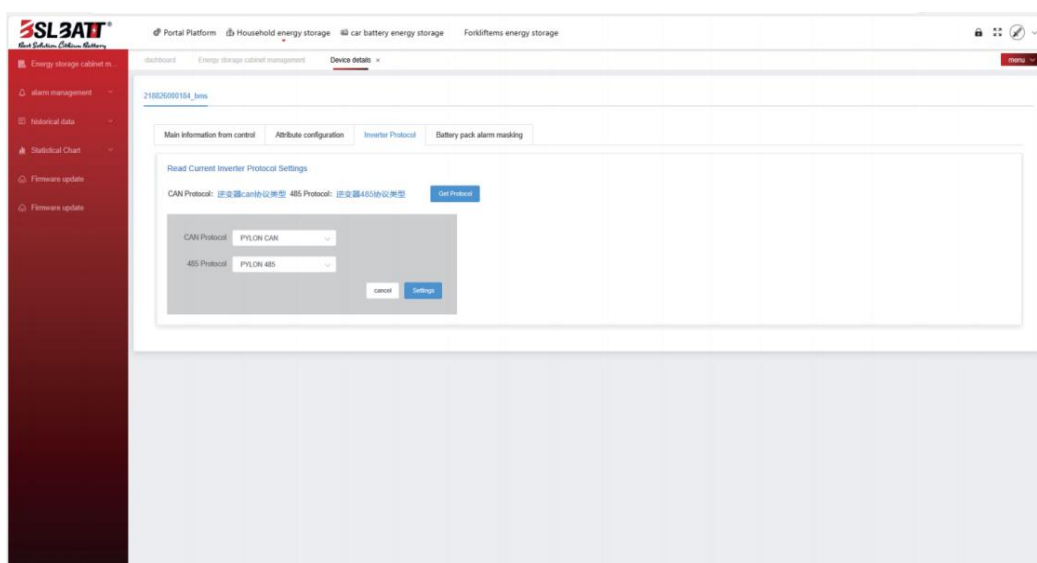 BSLBATT®
Best Solution Lithium Battery
Portal Platform Household energy storage car battery energy storage Forkliftems energy storage
dashboard Energy storage cabinet management Device details × menu
Energy storage cabinet m...
alarm management
historical data
Statistical Chart
Firmware update
Firmware update
218826000184_bms
Main information from control Attribute configuration Inverter Protocol Battery pack alarm masking
Read Current Inverter Protocol Settings
CAN Protocol: 逆变器can协议类型 485 Protocol: 逆变器485协议类型 Get Protocol
CAN Protocol PYLON CAN
485 Protocol PYLON 485
cancel Settings